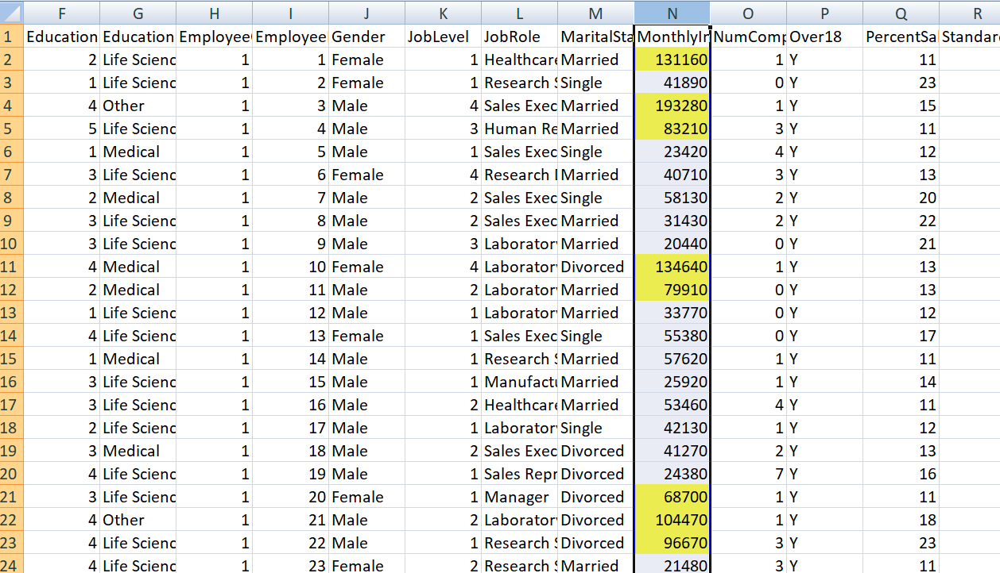 F G H I J K L M N O P Q R
1 Education Education Employee Employee Gender JobLevel JobRole MaritalSta MonthlyIn NumComp Over18 PercentSal Standar
2 2 Life Scienc 1 1 Female 1 Healthcare Married 131160 1 Y 11
3 1 Life Scienc 1 2 Female 1 Research S Single 41890 0 Y 23
4 4 Other 1 3 Male 4 Sales Exec Married 193280 1 Y 15
5 5 Life Scienc 1 4 Male 3 Human Re Married 83210 3 Y 11
6 1 Medical 1 5 Male 1 Sales Exec Single 23420 4 Y 12
7 3 Life Scienc 1 6 Female 4 Research D Married 40710 3 Y 13
8 2 Medical 1 7 Male 2 Sales Exec Single 58130 2 Y 20
9 3 Life Scienc 1 8 Male 2 Sales Exec Married 31430 2 Y 22
10 3 Life Scienc 1 9 Male 3 Laborator Married 20440 0 Y 21
11 4 Medical 1 10 Female 4 Laborator Divorced 134640 1 Y 13
12 2 Medical 1 11 Male 2 Laborator Married 79910 0 Y 13
13 1 Life Scienc 1 12 Male 1 Laborator Married 33770 0 Y 12
14 4 Life Scienc 1 13 Female 1 Sales Exec Single 55380 0 Y 17
15 1 Medical 1 14 Male 1 Research S Married 57620 1 Y 11
16 3 Life Scienc 1 15 Male 1 Manufactu Married 25920 1 Y 14
17 3 Life Scienc 1 16 Male 2 Healthcare Married 53460 4 Y 11
18 2 Life Scienc 1 17 Male 1 Laborator Single 42130 1 Y 12
19 3 Medical 1 18 Male 2 Sales Exec Divorced 41270 2 Y 13
20 4 Life Scienc 1 19 Male 1 Sales Repr Divorced 24380 7 Y 16
21 3 Life Scienc 1 20 Female 1 Manager Divorced 68700 1 Y 11
22 4 Other 1 21 Male 2 Laborator Divorced 104470 1 Y 18
23 4 Life Scienc 1 22 Male 1 Research S Divorced 96670 3 Y 23
24 4 Life Scienc 1 23 Female 2 Research S Married 21480 3 Y 11